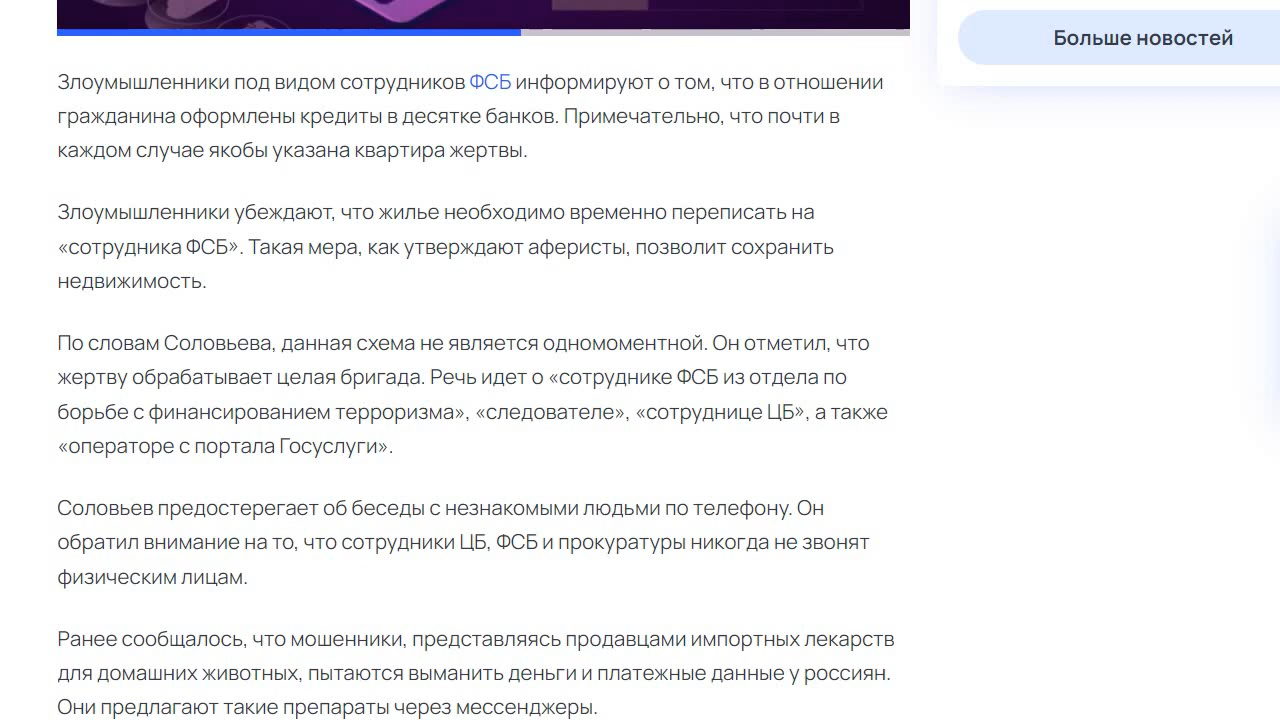 Больше новостей
Злоумышленники под видом сотрудников ФСБ информируют о том, что в отношении
гражданина оформлены кредиты в десятке банков. Примечательно, что почти в
каждом случае якобы указана квартира жертвы.
Злоумышленники убеждают, что жилье необходимо временно переписать на
«сотрудника ФСБ». Такая мера, как утверждают аферисты, позволит сохранить
недвижимость.
По словам Соловьева, данная схема не является одномоментной. Он отметил, что
жертву обрабатывает целая бригада. Речь идет о «сотруднике ФСБ из отдела по
борьбе с финансированием терроризма», «следователе», «сотруднице ЦБ», а также
«операторе с портала Госуслуги».
Соловьев предостерегает об беседы с незнакомыми людьми по телефону. Он
обратил внимание на то, что сотрудники ЦБ, ФСБ и прокуратуры никогда не звонят
физическим лицам.
Ранее сообщалось, что мошенники, представляясь продавцами импортных лекарств
для домашних животных, пытаются выманить деньги и платежные данные у россиян.
Они предлагают такие препараты через мессенджеры.